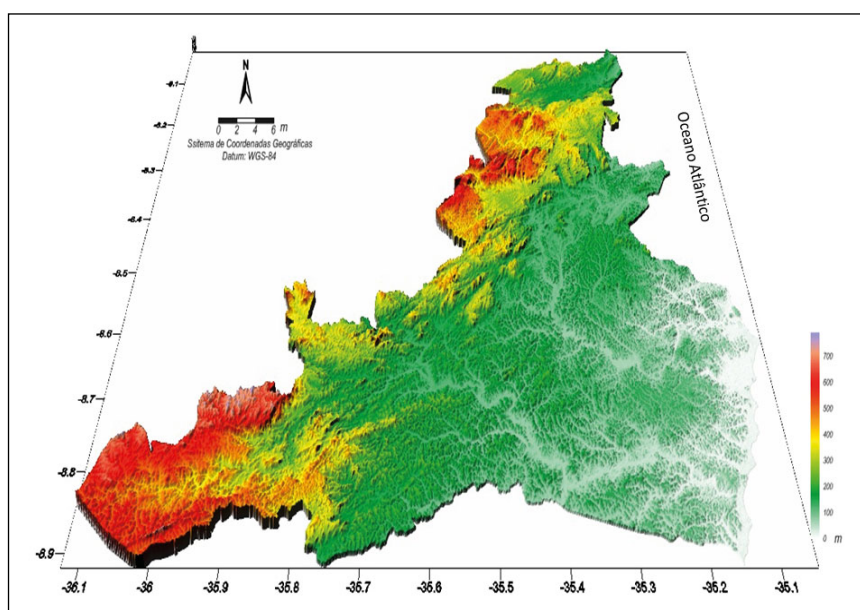 N
0 2 4 6 m
Ssitema de Coordenadas Geográficas
Datum: WGS-84
Oceano Atlântico
-8.1
-8.2
-8.3
-8.4
-8.5
-8.6
-8.7
-8.8
-8.9
700
600
500
400
300
200
100
0 m
-36.1 -36 -35.9 -35.8 -35.7 -35.6 -35.5 -35.4 -35.3 -35.2 -35.1